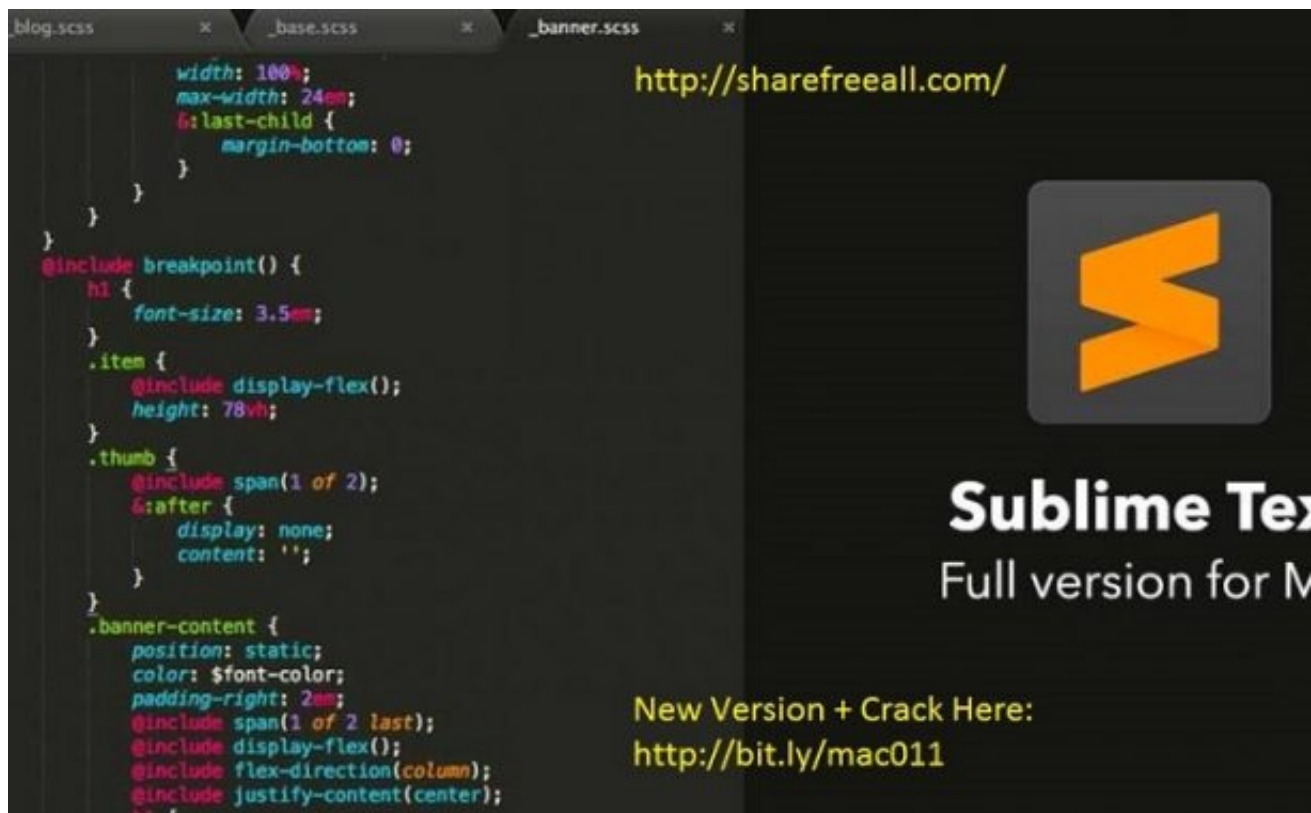 _blog.scss × _base.scss × _banner.scss ×
width: 100%;
max-width: 24em;
&:last-child {
margin-bottom: 0;
}
}
}
}
@include breakpoint() {
h1 {
font-size: 3.5em;
}
.item {
@include display-flex();
height: 78vh;
}
.thumb {
@include span(1 of 2);
&:after {
display: none;
content: '';
}
}
.banner-content {
position: static;
color: $font-color;
padding-right: 2em;
@include span(1 of 2 last);
@include display-flex();
@include flex-direction(column);
@include justify-content(center);
http://sharefreeall.com/
Sublime Tex
Full version for M
New Version + Crack Here:
http://bit.ly/mac011